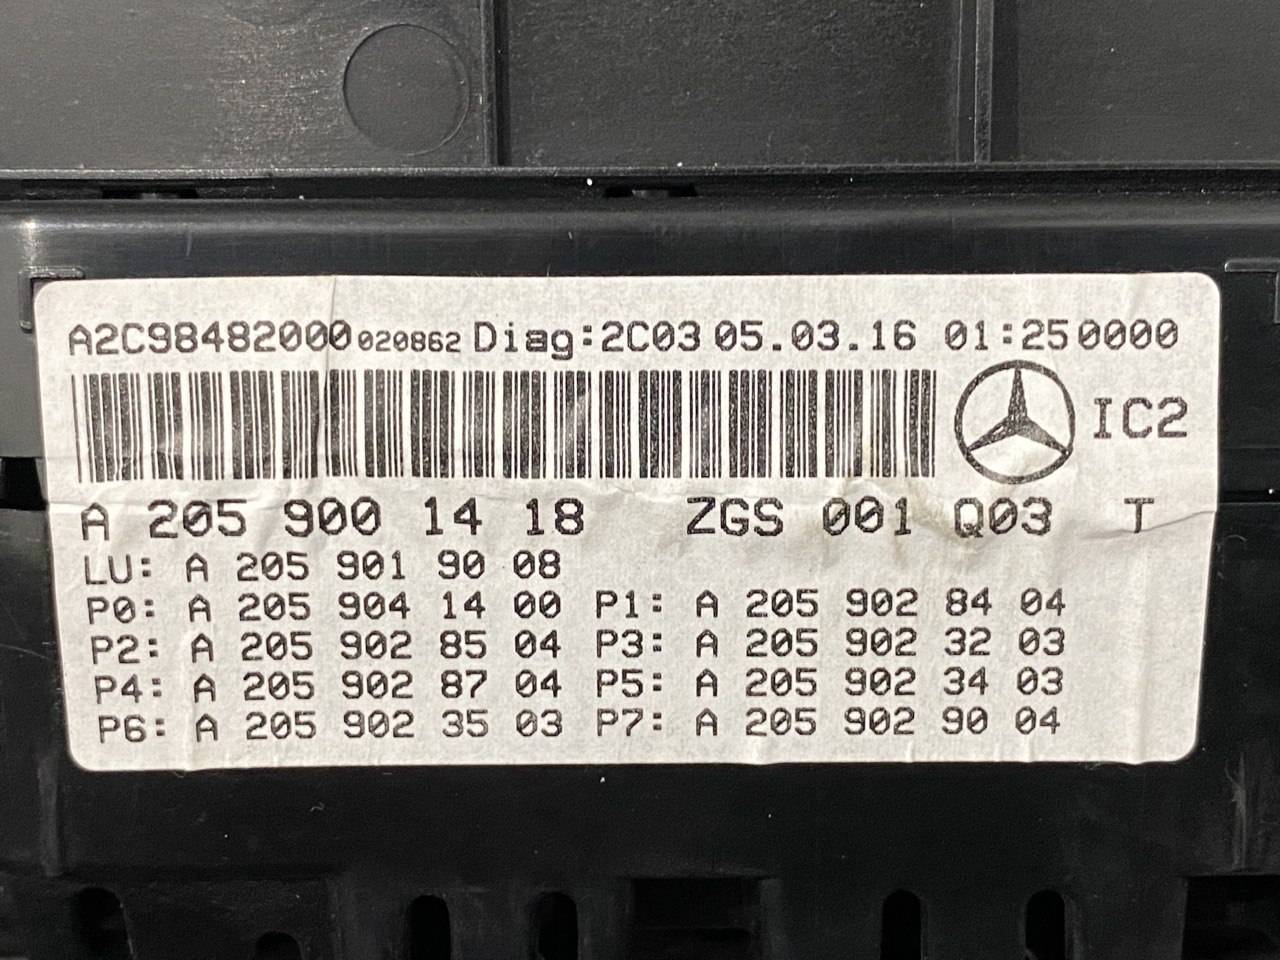 A2C98482000 020862 Diag:2C03 05.03.16 01:25 0000
IC2
A 205 900 14 18 ZGS 001 Q03 T
LU: A 205 901 90 08
P0: A 205 904 14 00 P1: A 205 902 84 04
P2: A 205 902 85 04 P3: A 205 902 32 03
P4: A 205 902 87 04 P5: A 205 902 34 03
P6: A 205 902 35 03 P7: A 205 902 90 04